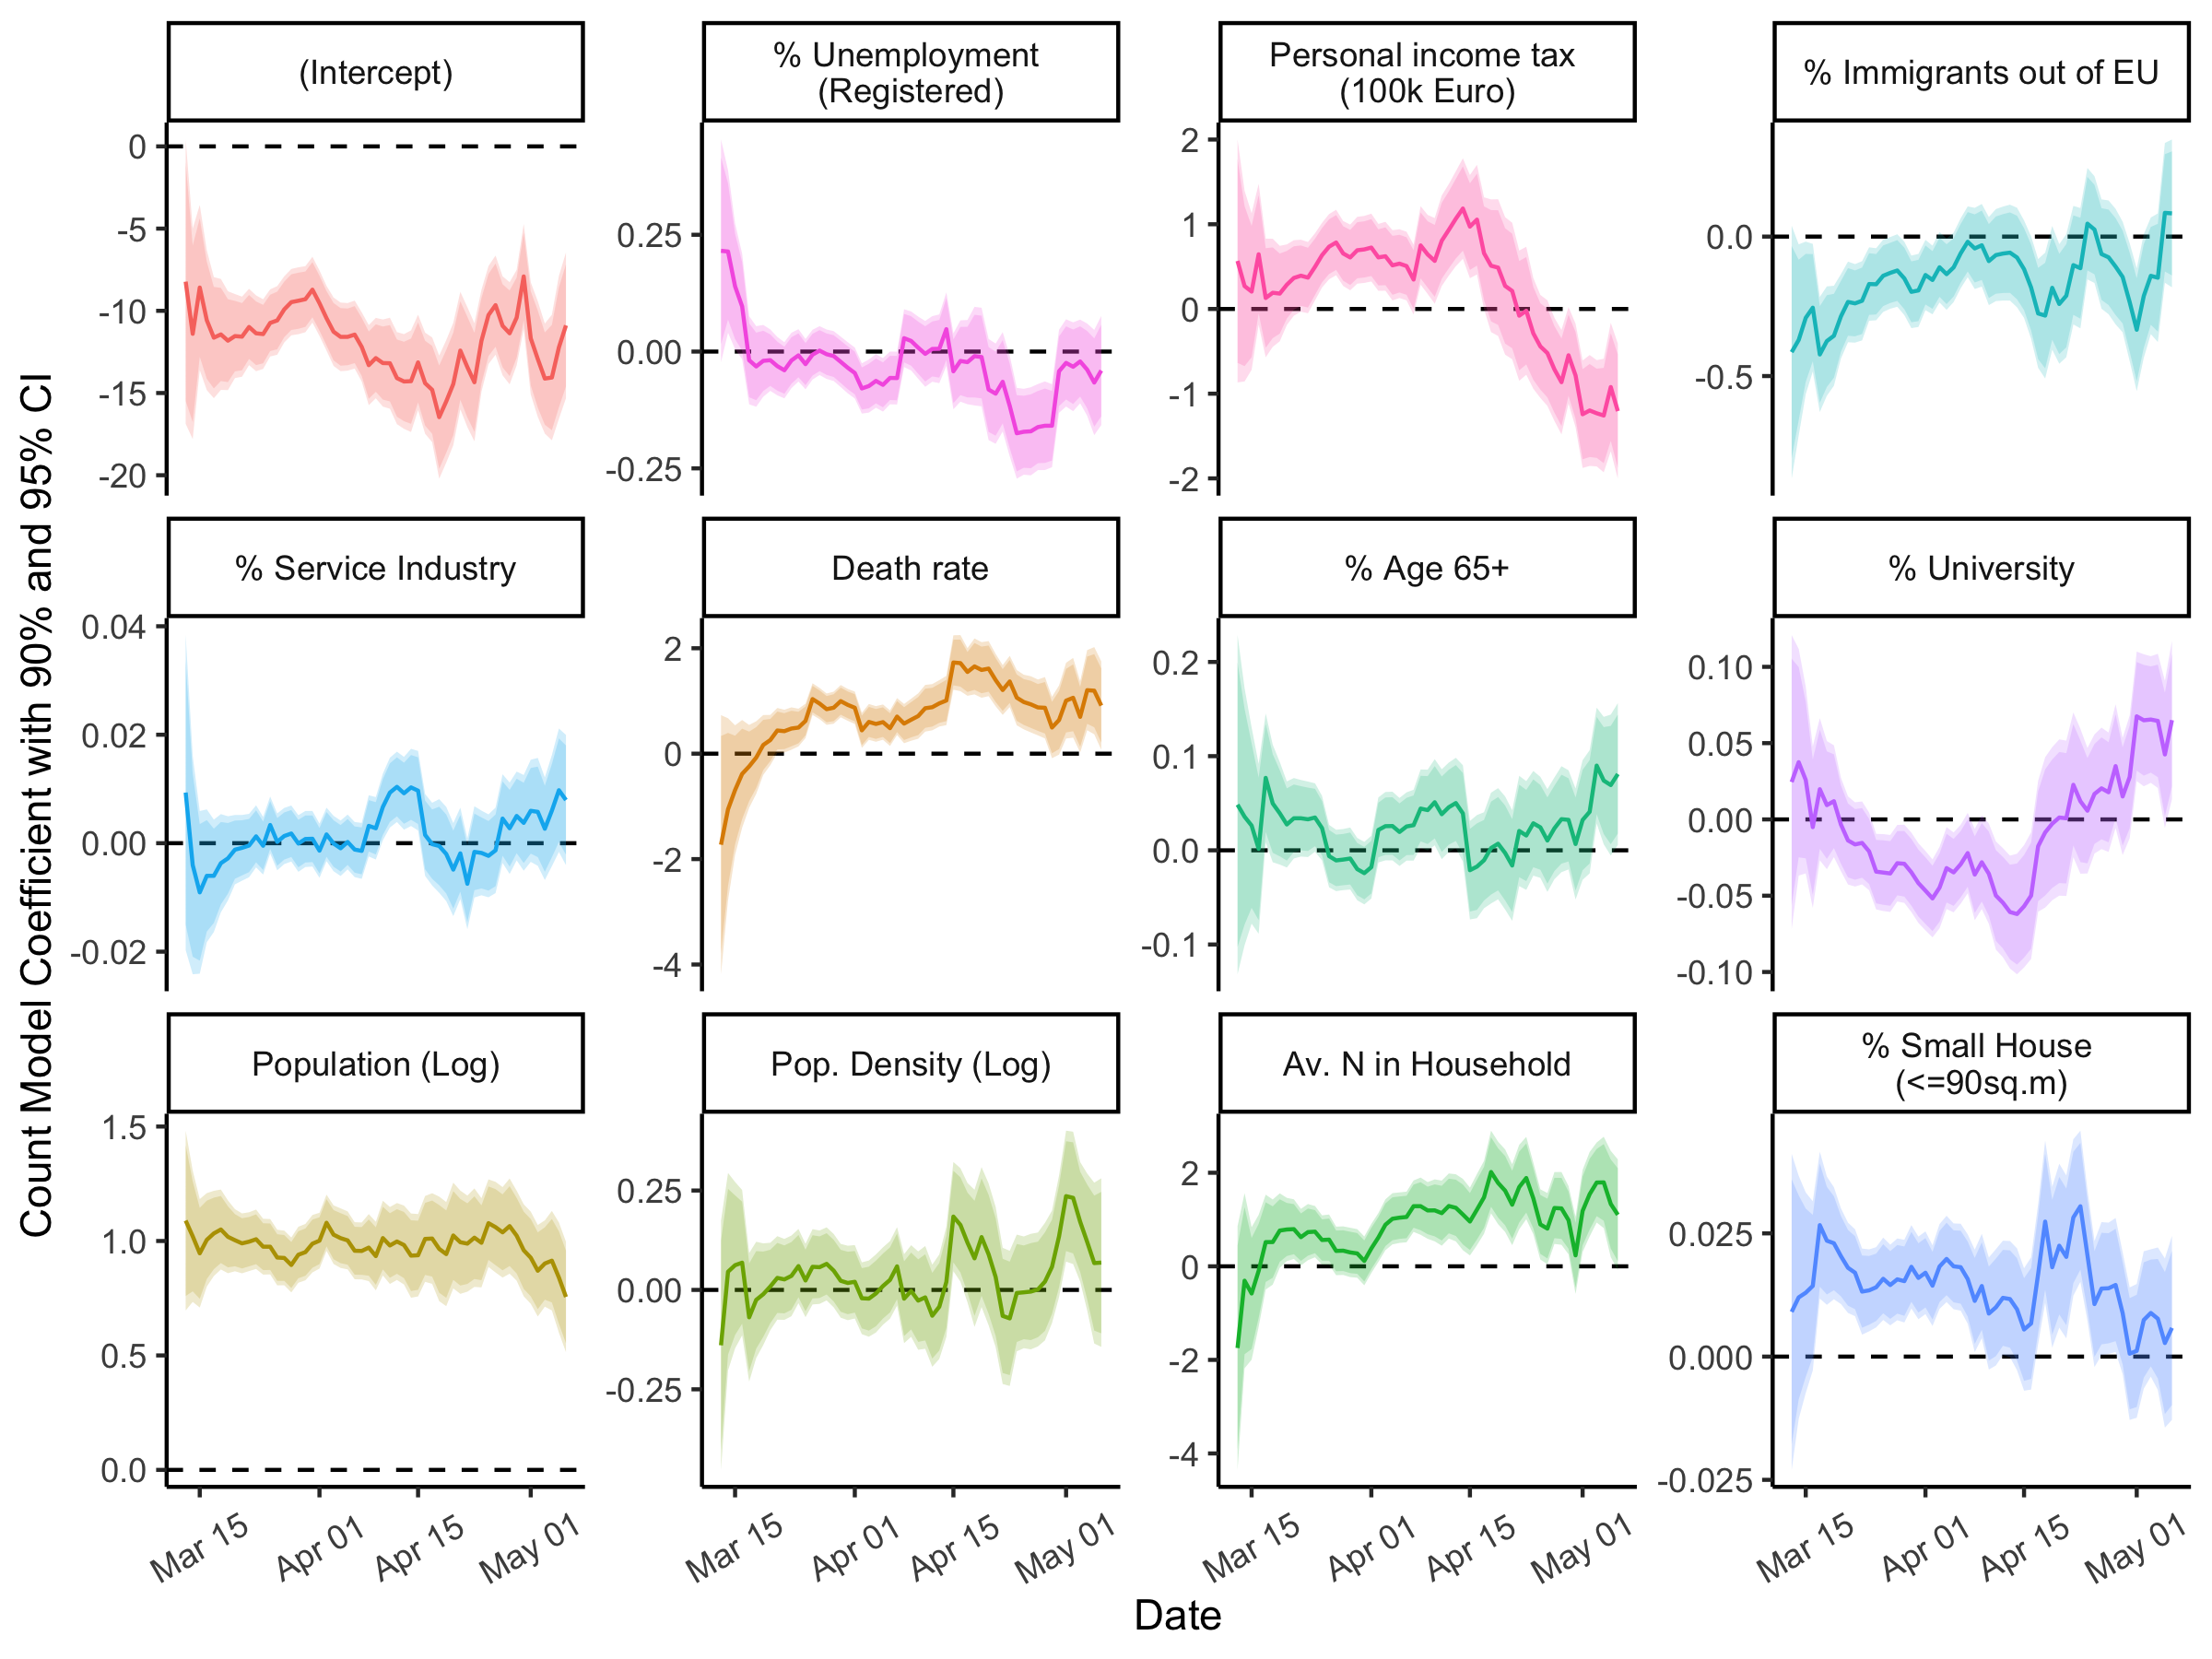 Count Model Coefficient with 90% and 95% CI
(Intercept)
0
-5
-10
-15
-20
% Unemployment
(Registered)
0.25
0.00
-0.25
Personal income tax
(100k Euro)
2
1
0
-1
-2
% Immigrants out of EU
0.0
-0.5
% Service Industry
0.04
0.02
0.00
-0.02
Death rate
2
0
-2
-4
% Age 65+
0.2
0.1
0.0
-0.1
% University
0.10
0.05
0.00
-0.05
-0.10
Population (Log)
1.5
1.0
0.5
0.0
Mar 15
Apr 01
Apr 15
May 01
Pop. Density (Log)
0.25
0.00
-0.25
Mar 15
Apr 01
Apr 15
May 01
Av. N in Household
2
0
-2
-4
Mar 15
Apr 01
Apr 15
May 01
% Small House
(<=90sq.m)
0.025
0.000
-0.025
Mar 15
Apr 01
Apr 15
May 01
Date